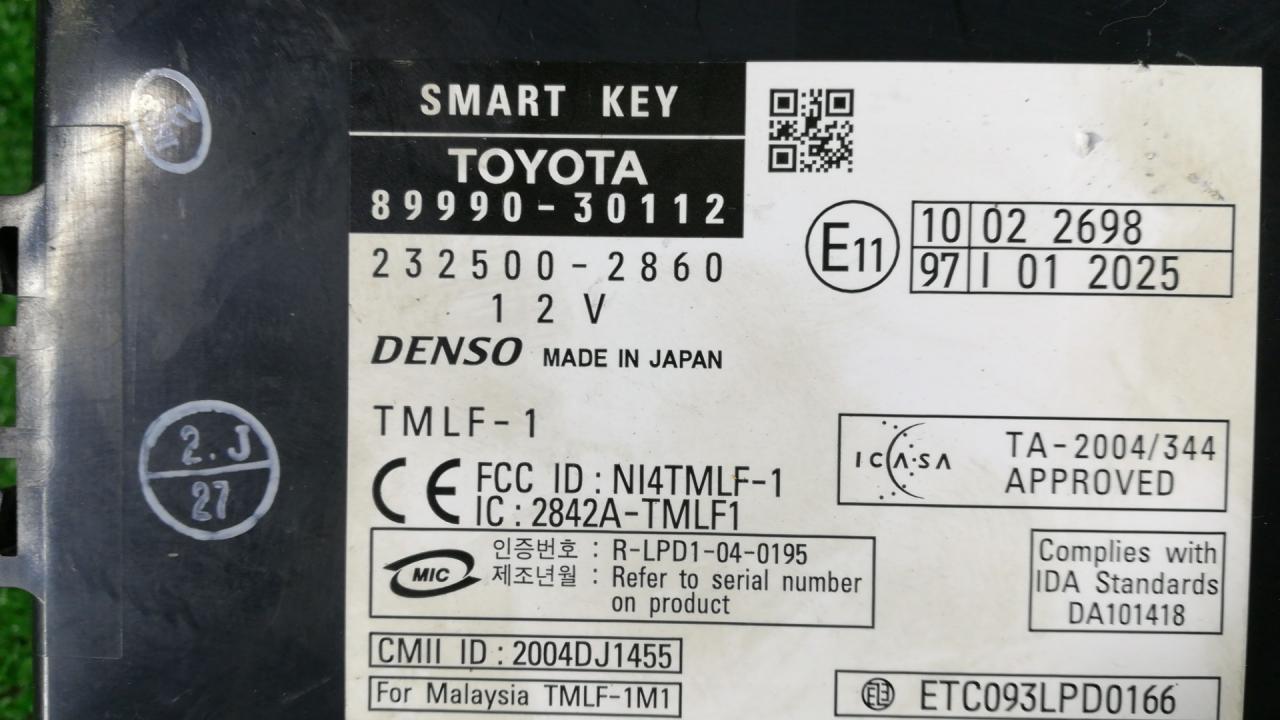 SMART KEY
TOYOTA
89990-30112
232500-2860
12V
DENSO MADE IN JAPAN
E11
10 02 2698
97 I 01 2025
TMLF-1
CE FCC ID : NI4TMLF-1
IC : 2842A-TMLF1
ICASA TA-2004/344
APPROVED
MIC 인증번호 : R-LPD1-04-0195
제조년월 : Refer to serial number
on product
Complies with
IDA Standards
DA101418
CMII ID : 2004DJ1455
For Malaysia TMLF-1M1
ETC093LPD0166
2.J
27